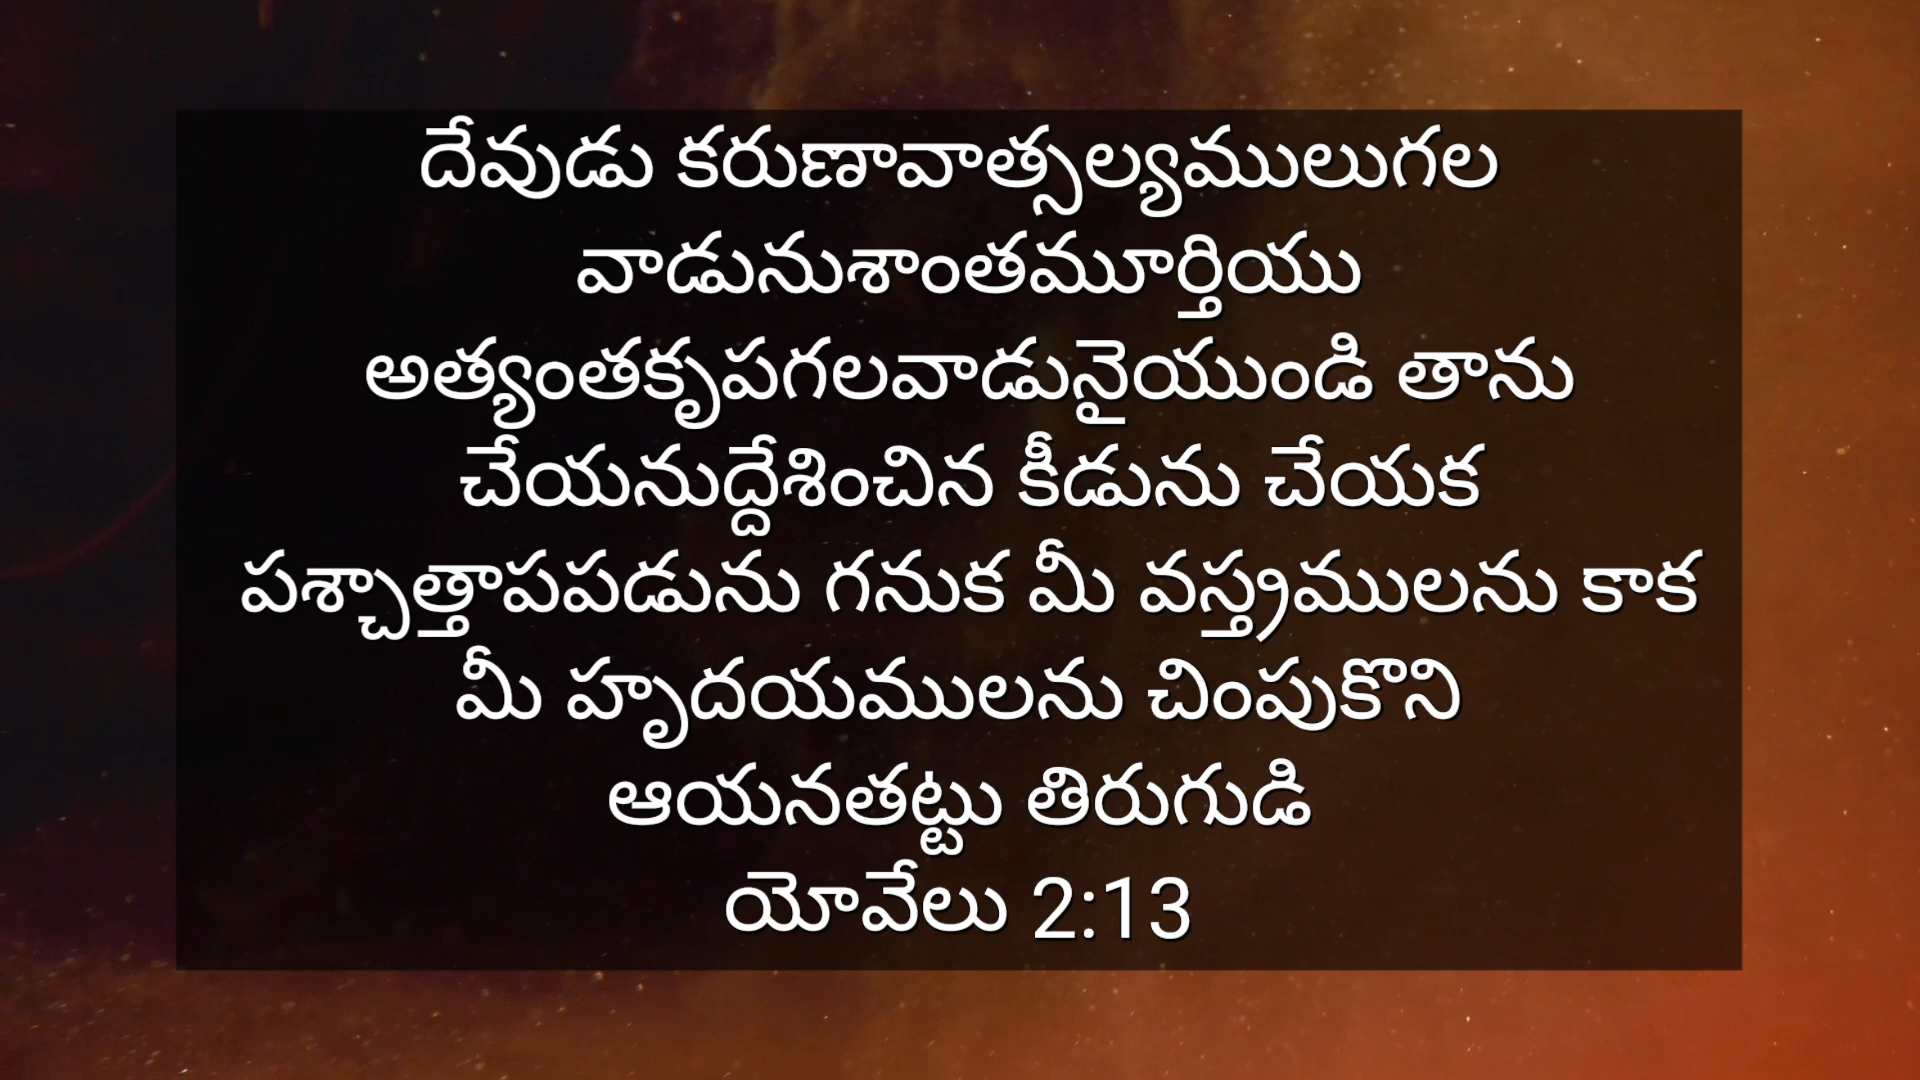 దేవుడు కరుణావాత్సల్యములుగల
వాడునుశాంతమూర్తియు
అత్యంతకృపగలవాడునైయుండి తాను
చేయనుద్దేశించిన కీడును చేయక
పశ్చాత్తాపపడును గనుక మీ వస్త్రములను కాక
మీ హృదయములను చింపుకొని
ఆయనతట్టు తిరుగుడి
యోవేలు 2:13